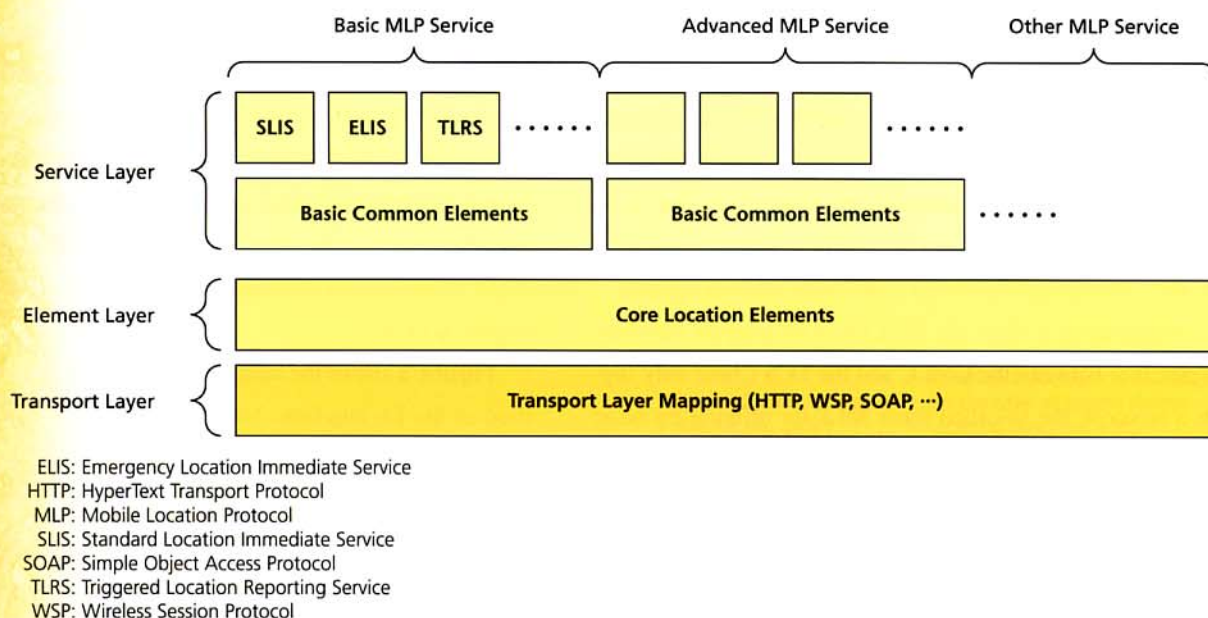 Basic MLP Service
Advanced MLP Service
Other MLP Service
Service Layer
SLIS
ELIS
TLRS
......
......
Basic Common Elements
Basic Common Elements
......
Element Layer
Core Location Elements
Transport Layer
Transport Layer Mapping (HTTP, WSP, SOAP, ···)
ELIS: Emergency Location Immediate Service
HTTP: HyperText Transport Protocol
MLP: Mobile Location Protocol
SLIS: Standard Location Immediate Service
SOAP: Simple Object Access Protocol
TLRS: Triggered Location Reporting Service
WSP: Wireless Session Protocol